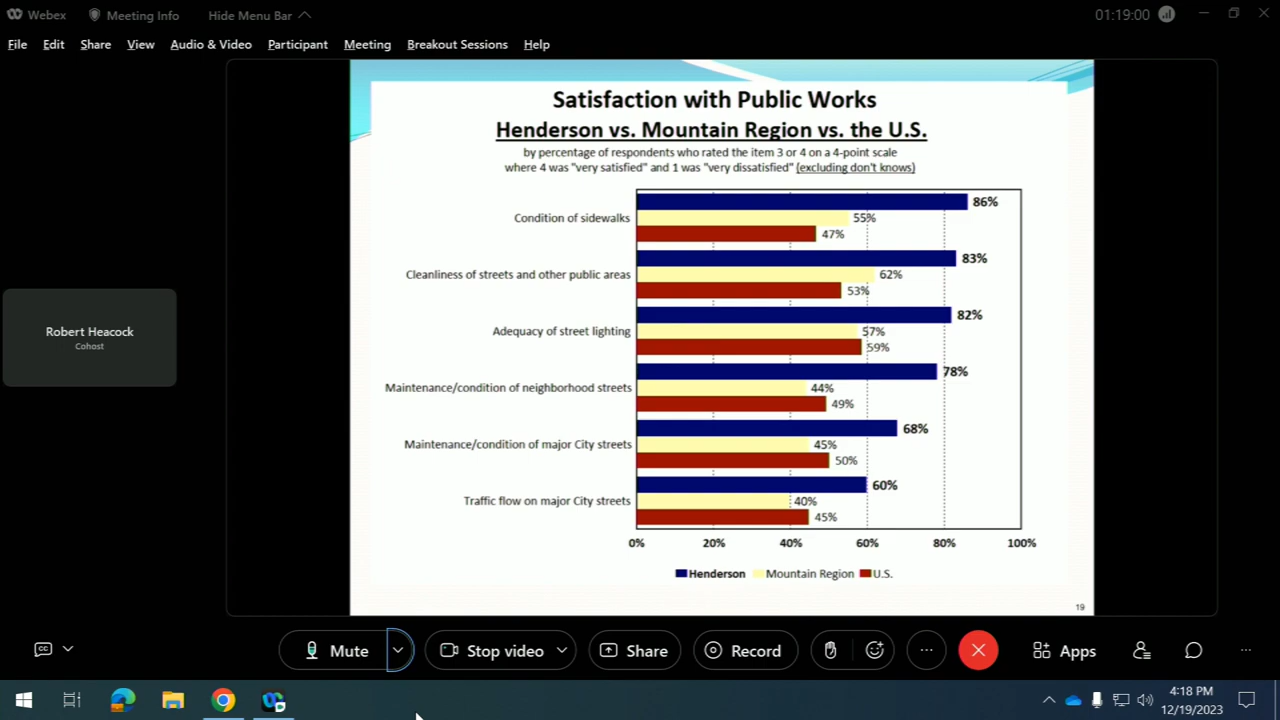 Webex
Meeting Info
Hide Menu Bar
01:19:00
File
Edit
Share
View
Audio & Video
Participant
Meeting
Breakout Sessions
Help
Satisfaction with Public Works
Henderson vs. Mountain Region vs. the U.S.
by percentage of respondents who rated the item 3 or 4 on a 4-point scale
where 4 was "very satisfied" and 1 was "very dissatisfied" (excluding don't knows)
Condition of sidewalks
86%
55%
47%
Cleanliness of streets and other public areas
83%
62%
53%
Adequacy of street lighting
82%
57%
59%
Maintenance/condition of neighborhood streets
78%
44%
49%
Maintenance/condition of major City streets
68%
45%
50%
Traffic flow on major City streets
60%
40%
45%
0% 20% 40% 60% 80% 100%
Henderson Mountain Region U.S.
19
Robert Heacock
Cohost
CC
Mute
Stop video
Share
Record
Apps
4:18 PM
12/19/2023